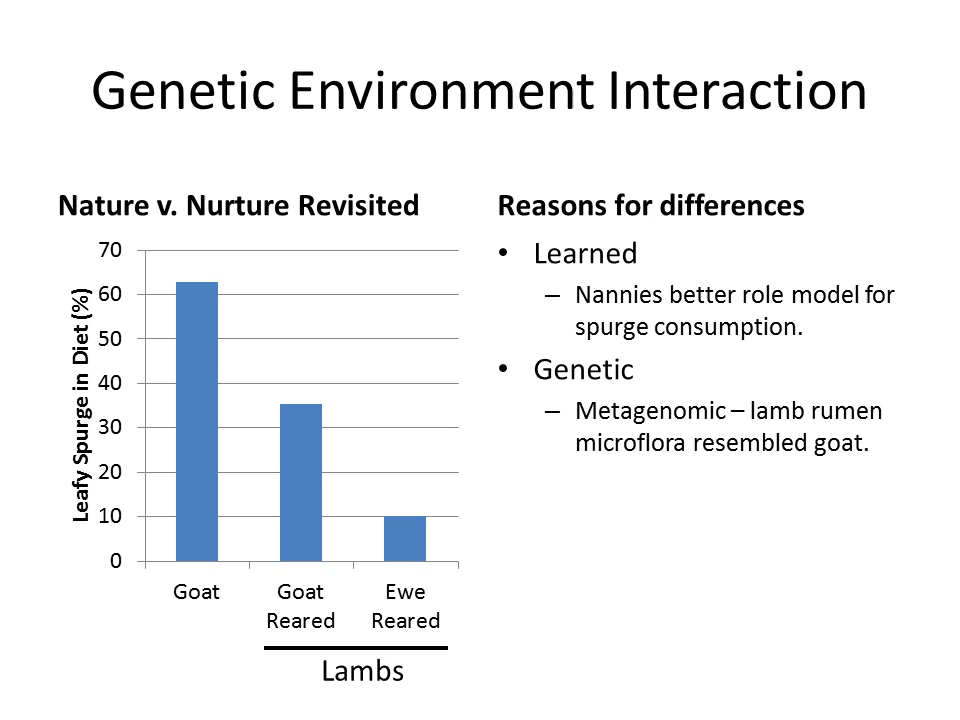 Genetic Environment Interaction
Nature v. Nurture Revisited
Leafy Spurge in Diet (%)
70
60
50
40
30
20
10
0
Goat
Goat
Reared
Ewe
Reared
Lambs
Reasons for differences
• Learned
– Nannies better role model for
spurge consumption.
• Genetic
– Metagenomic – lamb rumen
microflora resembled goat.